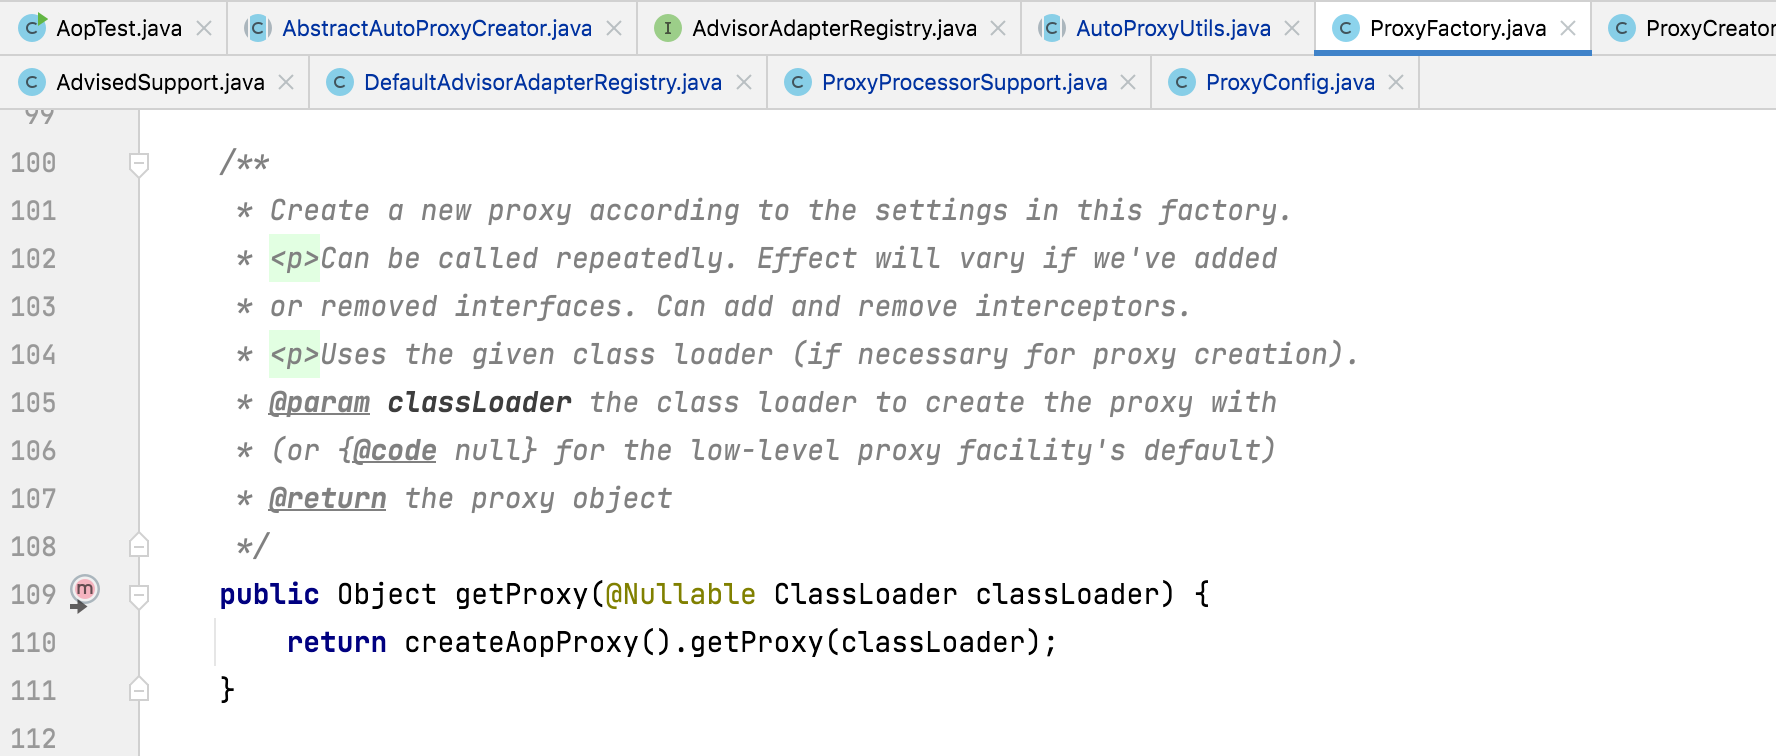 AopTest.java AbstractAutoProxyCreator.java AdvisorAdapterRegistry.java AutoProxyUtils.java ProxyFactory.java ProxyCreator
AdvisedSupport.java DefaultAdvisorAdapterRegistry.java ProxyProcessorSupport.java ProxyConfig.java
99
100 /**
101 * Create a new proxy according to the settings in this factory.
102 * <p>Can be called repeatedly. Effect will vary if we've added
103 * or removed interfaces. Can add and remove interceptors.
104 * <p>Uses the given class loader (if necessary for proxy creation).
105 * @param classLoader the class loader to create the proxy with
106 * (or {@code null} for the low-level proxy facility's default)
107 * @return the proxy object
108 */
109 public Object getProxy(@Nullable ClassLoader classLoader) {
110 return createAopProxy().getProxy(classLoader);
111 }
112